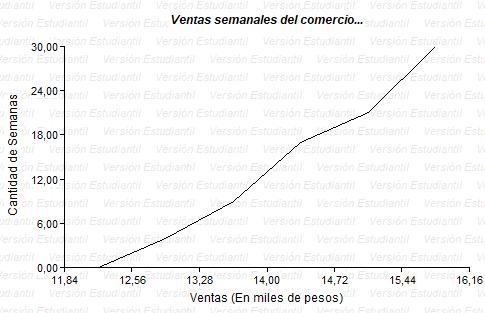 Ventas semanales del comercio...
30,00
24,00
18,00
12,00
6,00
0,00
Cantidad de Semanas
11,84 12,56 13,28 14,00 14,72 15,44 16,16
Ventas (En miles de pesos)
Versión Estudiantil